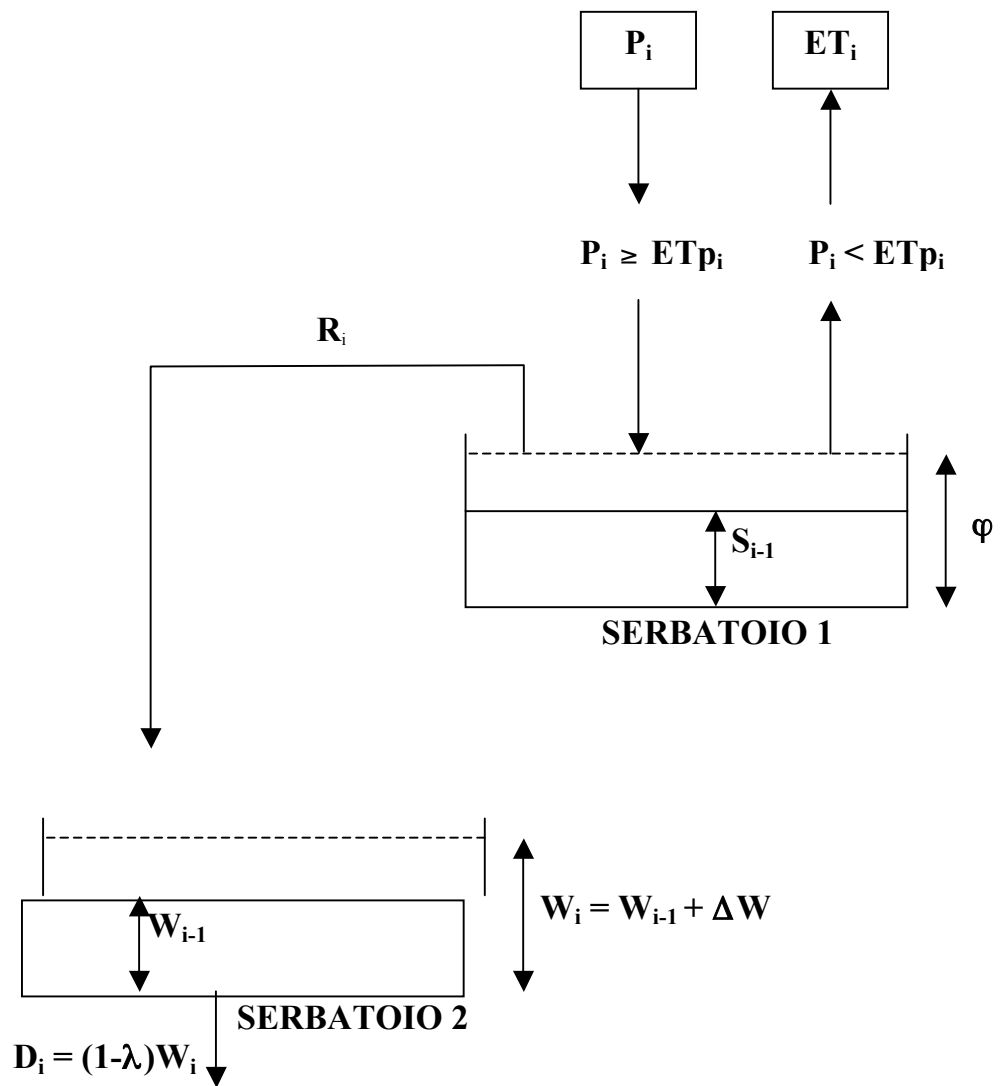 Pᵢ
ETᵢ
Pᵢ ≥ ETpᵢ
Pᵢ < ETpᵢ
Rᵢ
φ
Sᵢ₋₁
SERBATOIO 1
Wᵢ = Wᵢ₋₁ + ΔW
Wᵢ₋₁
SERBATOIO 2
Dᵢ = (1-λ)Wᵢ